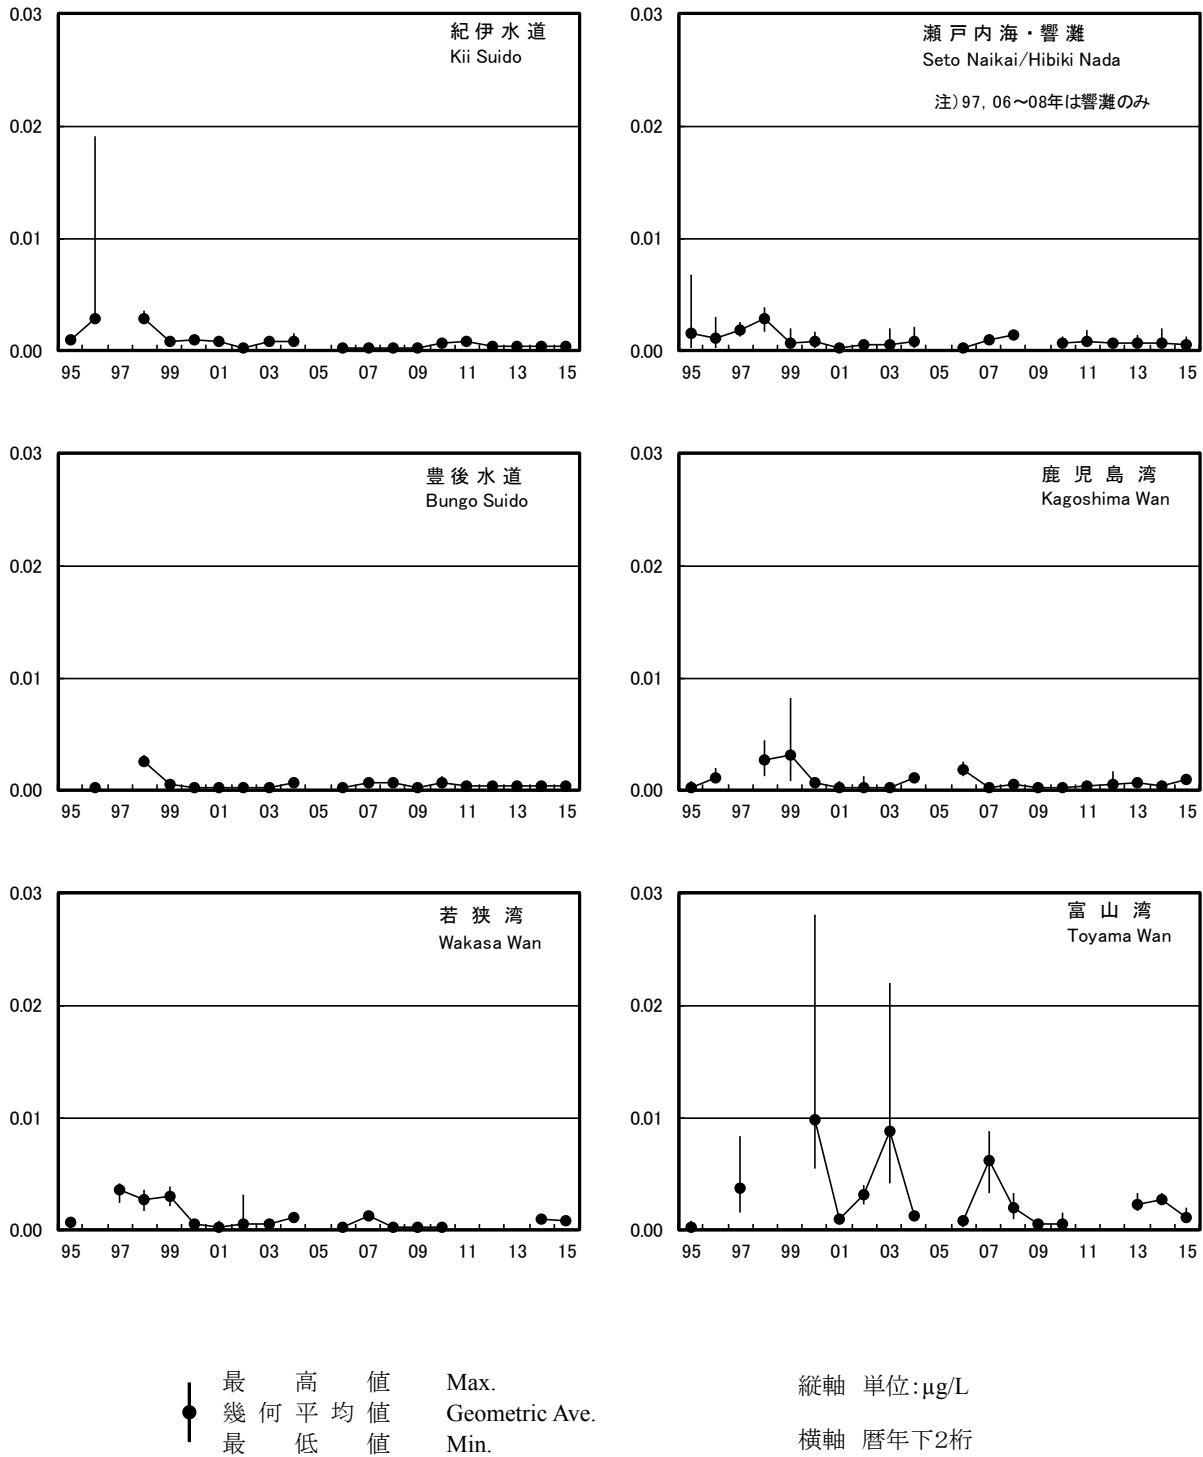 紀伊水道
Kii Suido
0.03
0.02
0.01
0.00
95 97 99 01 03 05 07 09 11 13 15
瀬戸内海・響灘
Seto Naikai/Hibiki Nada
注)97, 06～08年は響灘のみ
0.03
0.02
0.01
0.00
95 97 99 01 03 05 07 09 11 13 15
豊後水道
Bungo Suido
0.03
0.02
0.01
0.00
95 97 99 01 03 05 07 09 11 13 15
鹿児島湾
Kagoshima Wan
0.03
0.02
0.01
0.00
95 97 99 01 03 05 07 09 11 13 15
若狭湾
Wakasa Wan
0.03
0.02
0.01
0.00
95 97 99 01 03 05 07 09 11 13 15
富山湾
Toyama Wan
0.03
0.02
0.01
0.00
95 97 99 01 03 05 07 09 11 13 15
最高値 Max.
幾何平均値 Geometric Ave.
最低値 Min.
縦軸 単位:µg/L
横軸 暦年下2桁